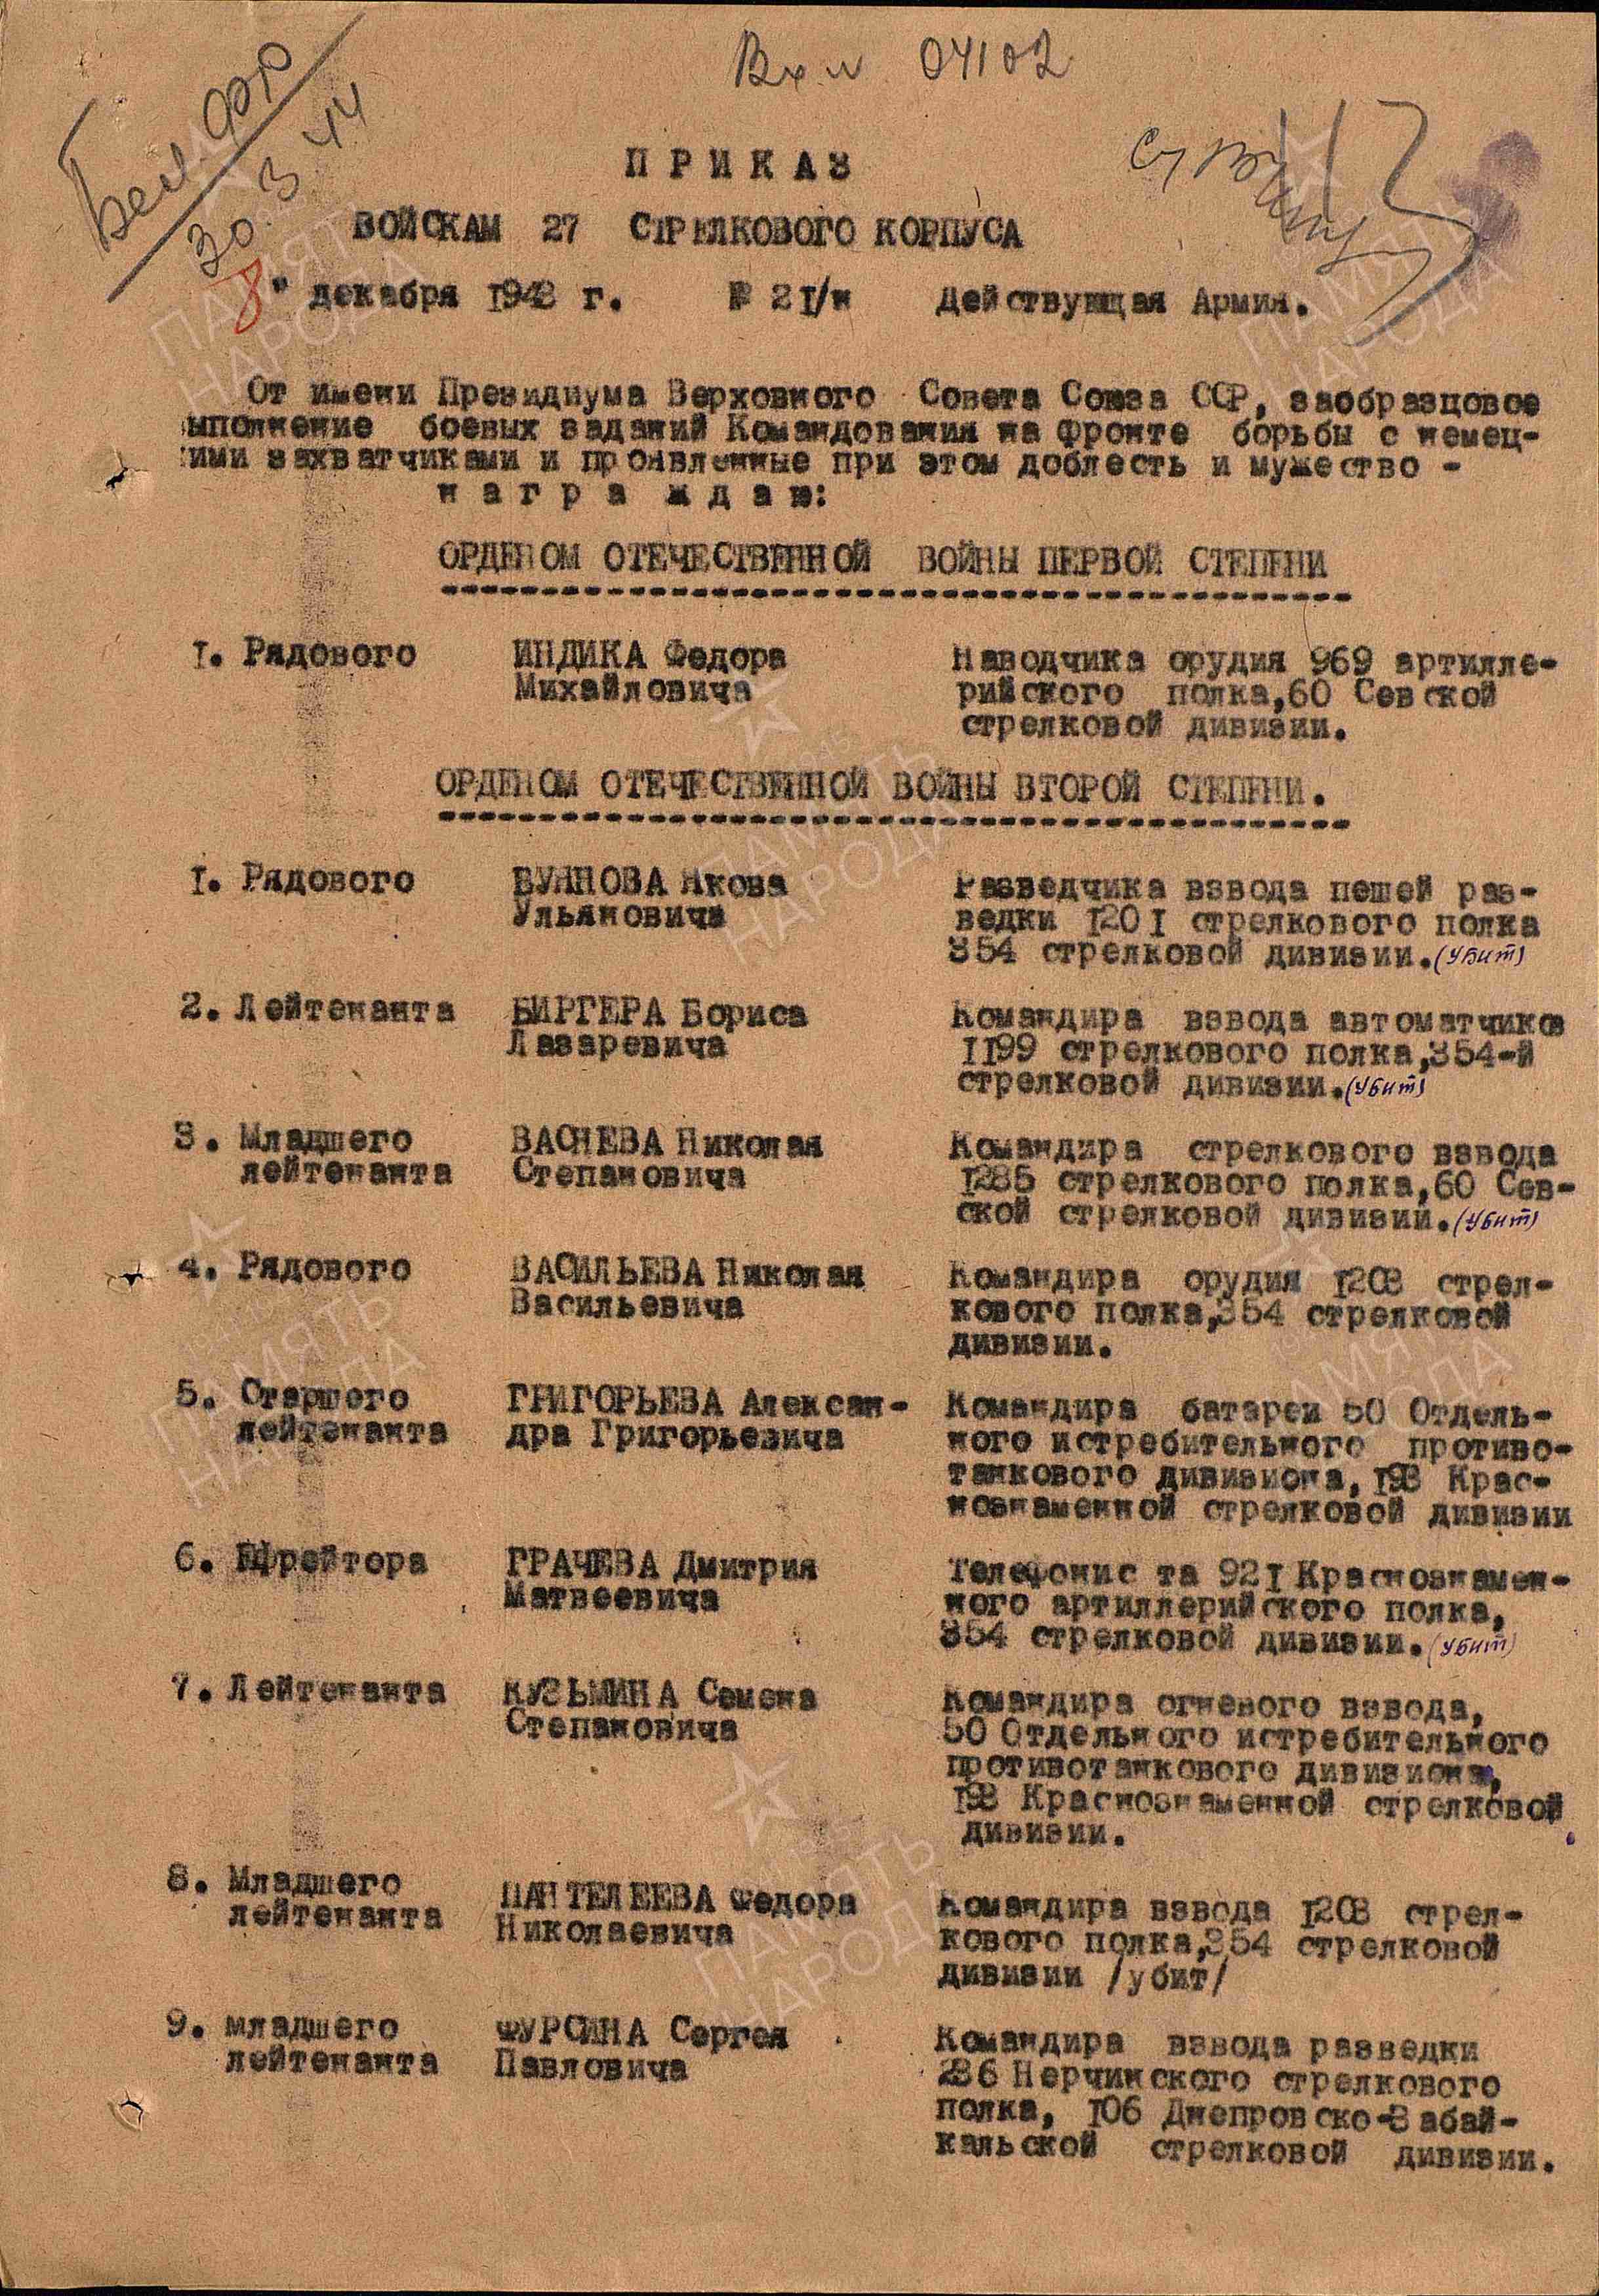 Вх № 04102
Бел. фр
30.3 44
ПРИКАЗ
ВОЙСКАМ 27 СТРЕЛКОВОГО КОРПУСА
8" декабря 1943 г. № 21/н Действующая Армия.
От имени Президиума Верховного Совета Союза ССР, заобразцовое
ыполнение боевых заданий Командования на фронте борьбы с немец-
ими захватчиками и проявленные при этом доблесть и мужество -
н а г р а ж д а ю:
ОРДЕНОМ ОТЕЧЕСТВЕННОЙ ВОЙНЫ ПЕРВОЙ СТЕПЕНИ
1. Рядового ИНДИКА Федора Наводчика орудия 969 артилле-
Михайловича рийского полка,60 Севской
стрелковой дивизии.
ОРДЕНОМ ОТЕЧЕСТВЕННОЙ ВОЙНЫ ВТОРОЙ СТЕПЕНИ.
1. Рядового БУЯНОВА Якова Разведчика взвода пешей раз-
Ульяновича ведки 1201 стрелкового полка
354 стрелковой дивизии.(убит)
2. Лейтенанта БИРГЕРА Бориса Командира взвода автоматчиков
Лазаревича 1199 стрелкового полка,354-й
стрелковой дивизии.(убит)
3. Младшего ВАСНЕВА Николая Командира стрелкового взвода
лейтенанта Степановича 1285 стрелкового полка,60 Сев-
ской стрелковой дивизии.(убит)
4. Рядового ВАСИЛЬЕВА Николая Командира орудия 1203 стрел-
Васильевича кового полка,354 стрелковой
дивизии.
5. Старшего ГРИГОРЬЕВА Алексан- Командира батареи 50 Отдель-
лейтенанта дра Григорьевича ного истребительного противо-
танкового дивизиона, 193 Крас-
нознаменной стрелковой дивизии
6. Ефрейтора ГРАЧЕВА Дмитрия Телефонис та 921 Краснознамен-
Матвеевича ного артиллерийского полка,
354 стрелковой дивизии.(убит)
7. Лейтенанта КУЗЬМИНА Семена Командира огневого взвода,
Степановича 50 Отдельного истребительного
противотанкового дивизиона,
193 Краснознаменной стрелковой
дивизии.
8. Младшего ПАНТЕЛЕЕВА Федора Командира взвода 1203 стрел-
лейтенанта Николаевича кового полка,354 стрелковой
дивизии /убит/
9. младшего ФУРСИНА Сергея Командира взвода разведки
лейтенанта Павловича 236 Нерчинского стрелкового
полка, 106 Днепровско-Забай-
кальской стрелковой дивизии.
ПАМЯТЬ
НАРОДА